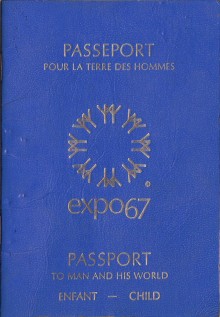 PASSEPORT
POUR LA TERRE DES HOMMES
expo67
PASSPORT
TO MAN AND HIS WORLD
ENFANT — CHILD